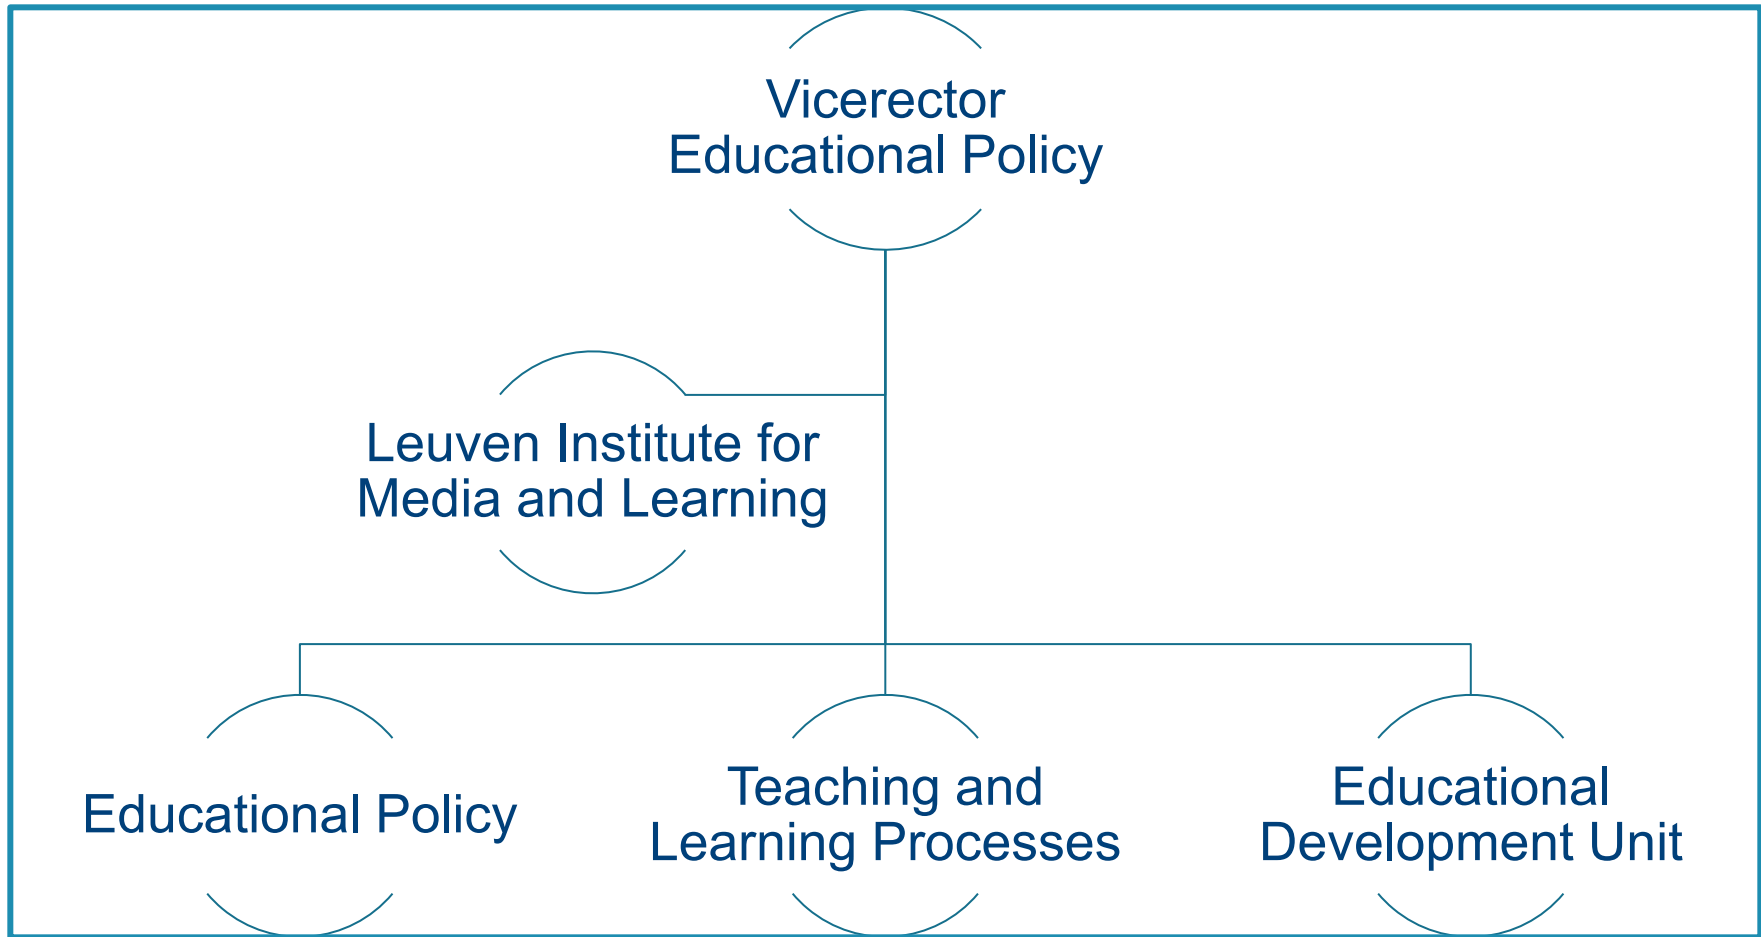 Vicerector
Educational Policy
Leuven Institute for
Media and Learning
Educational Policy
Teaching and
Learning Processes
Educational
Development Unit